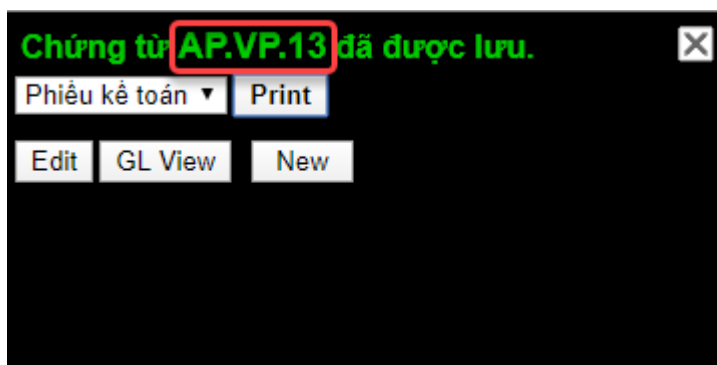 Chứng từ AP.VP.13 đã được lưu.
Phiếu kế toán Print
Edit GL View New